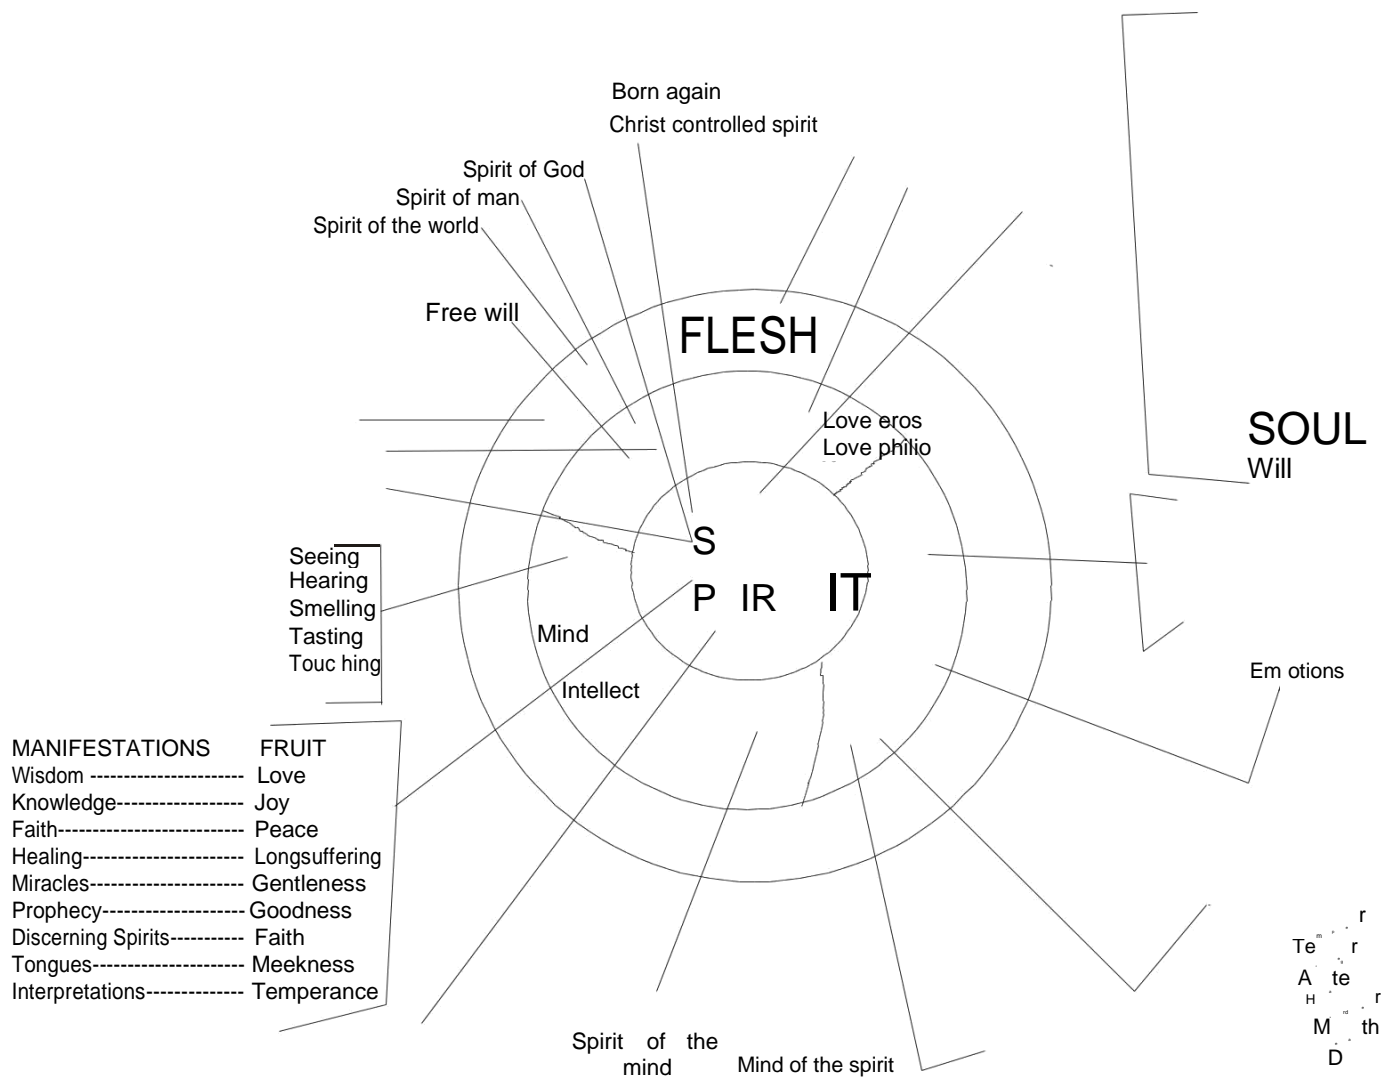 Born again
Christ controlled spirit
Spirit of God
Spirit of man
Spirit of the world
Free will
FLESH
Love eros
Love philio
SOUL
Will
S
P IR IT
Seeing
Hearing
Smelling
Tasting
Touc hing
Mind
Intellect
Em otions
MANIFESTATIONS FRUIT
Wisdom ----------------------- Love
Knowledge------------------- Joy
Faith---------------------------- Peace
Healing------------------------ Longsuffering
Miracles----------------------- Gentleness
Prophecy--------------------- Goodness
Discerning Spirits----------- Faith
Tongues----------------------- Meekness
Interpretations-------------- Temperance
Spirit of the
mind
Mind of the spirit
r
Te r
A te
H r
M th
D